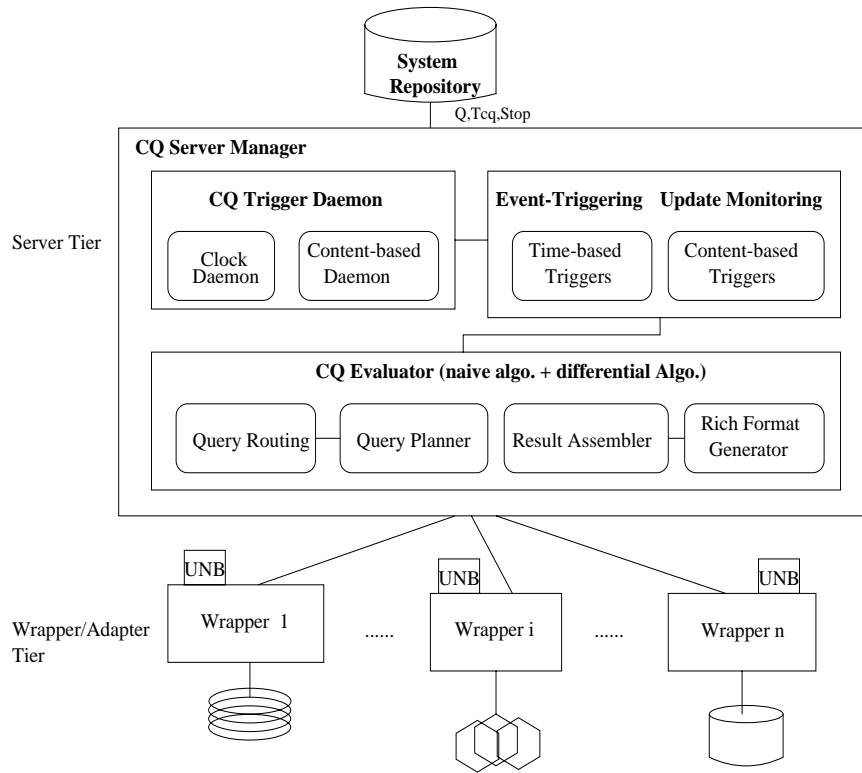 System
Repository
Q,Tcq,Stop
CQ Server Manager
CQ Trigger Daemon
Event-Triggering Update Monitoring
Server Tier
Clock
Daemon
Content-based
Daemon
Time-based
Triggers
Content-based
Triggers
CQ Evaluator (naive algo. + differential Algo.)
Query Routing
Query Planner
Result Assembler
Rich Format
Generator
UNB
UNB
UNB
Wrapper/Adapter
Tier
Wrapper 1
......
Wrapper i
......
Wrapper n